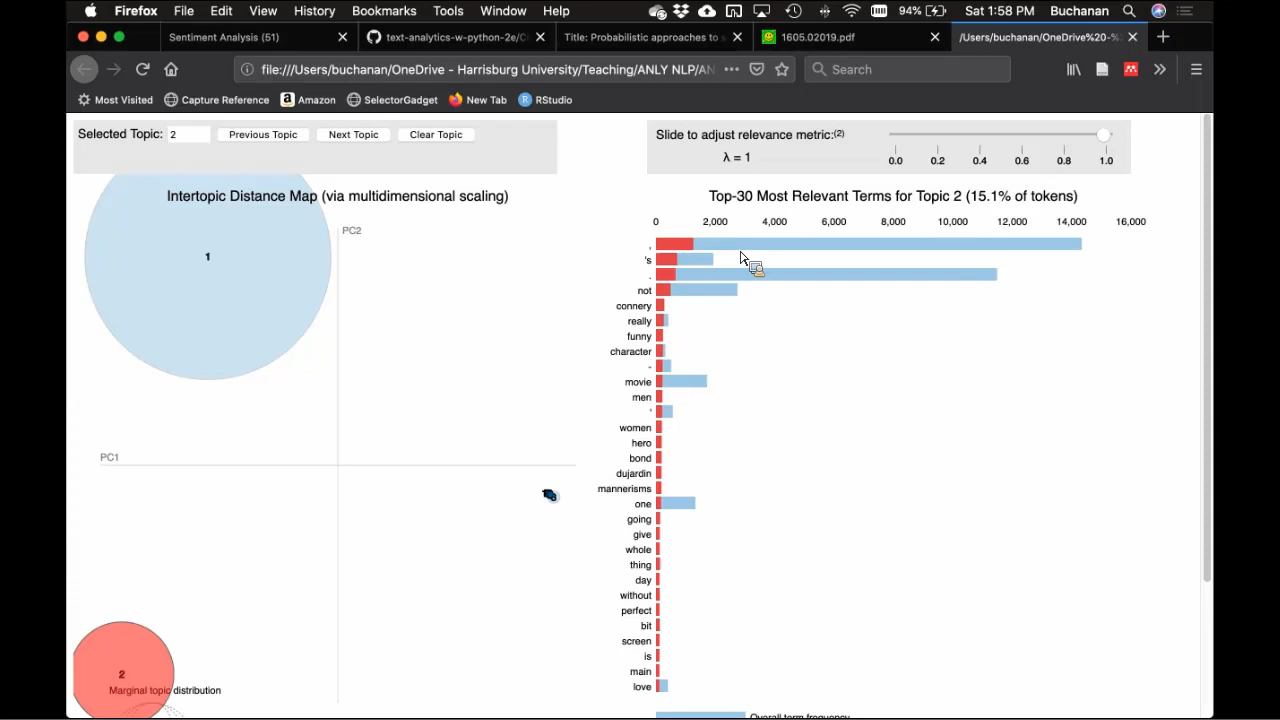 Firefox File Edit View History Bookmarks Tools Window Help 94% Sat 1:58 PM Buchanan
Sentiment Analysis (51) text-analytics-w-python-2e/C Title: Probabilistic approaches to 1605.02019.pdf /Users/buchanan/OneDrive%20-%
file:///Users/buchanan/OneDrive - Harrisburg University/Teaching/ANLY NLP/AN Search
Most Visited Capture Reference Amazon SelectorGadget New Tab RStudio
Selected Topic: 2 Previous Topic Next Topic Clear Topic
Slide to adjust relevance metric:(2)
λ = 1
0.0 0.2 0.4 0.6 0.8 1.0
Intertopic Distance Map (via multidimensional scaling)
PC2
1
PC1
2
Marginal topic distribution
Top-30 Most Relevant Terms for Topic 2 (15.1% of tokens)
0 2,000 4,000 6,000 8,000 10,000 12,000 14,000 16,000
,
's
.
not
connery
really
funny
character
-
movie
men
'
women
hero
bond
dujardin
mannerisms
one
going
give
whole
thing
day
without
perfect
bit
screen
is
main
love
Overall term frequency